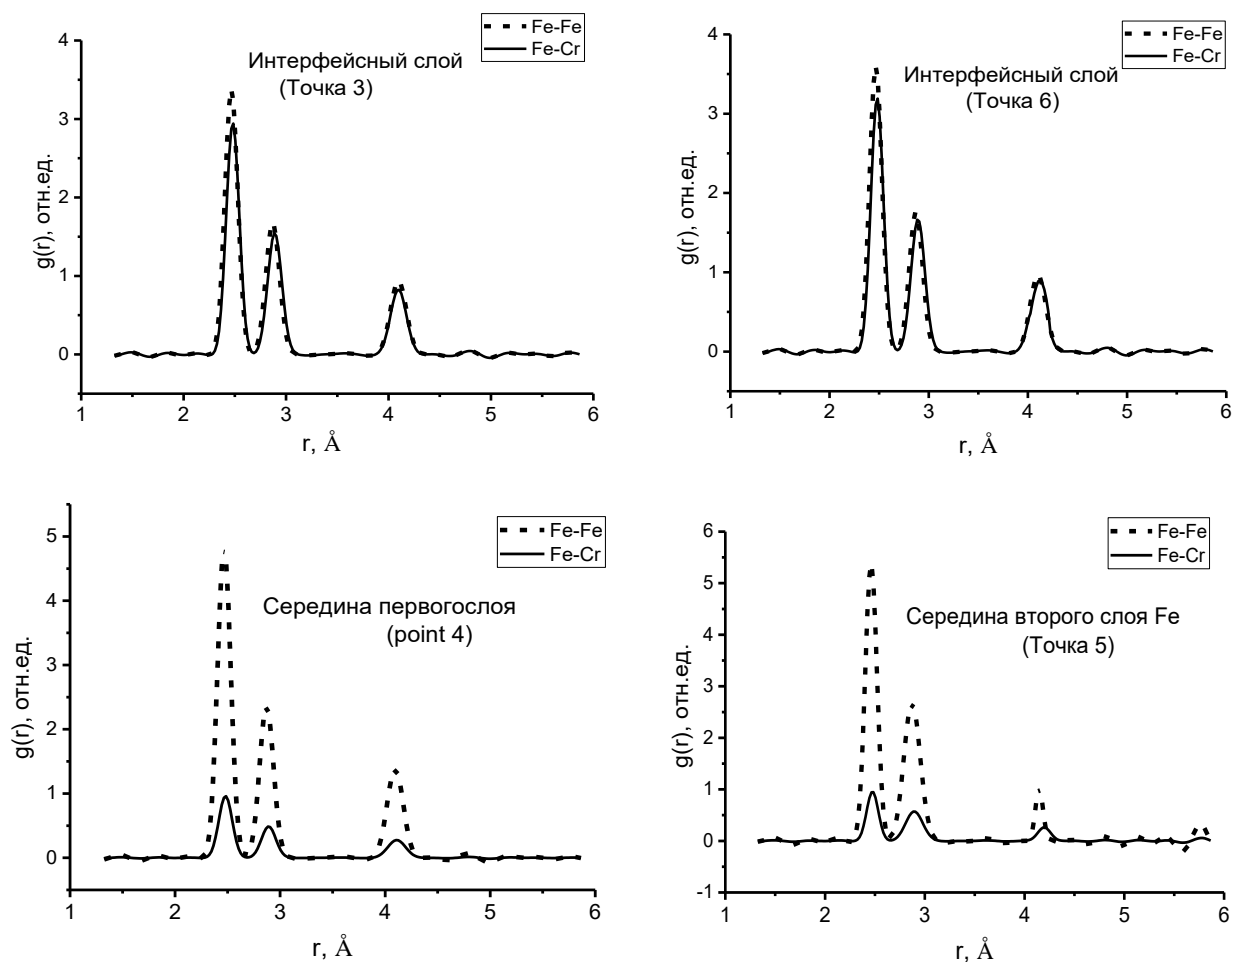 Fe-Fe
Fe-Cr
Интерфейсный слой
(Точка 3)
g(r), отн.ед.
4
3
2
1
0
1 2 3 4 5 6
r, Å
Fe-Fe
Fe-Cr
Интерфейсный слой
(Точка 6)
g(r), отн.ед.
4
3
2
1
0
1 2 3 4 5 6
r, Å
Fe-Fe
Fe-Cr
Середина первогослоя
(point 4)
g(r), отн.ед.
5
4
3
2
1
0
1 2 3 4 5 6
r, Å
Fe-Fe
Fe-Cr
Середина второго слоя Fe
(Точка 5)
g(r), отн.ед.
6
5
4
3
2
1
0
-1
1 2 3 4 5 6
r, Å